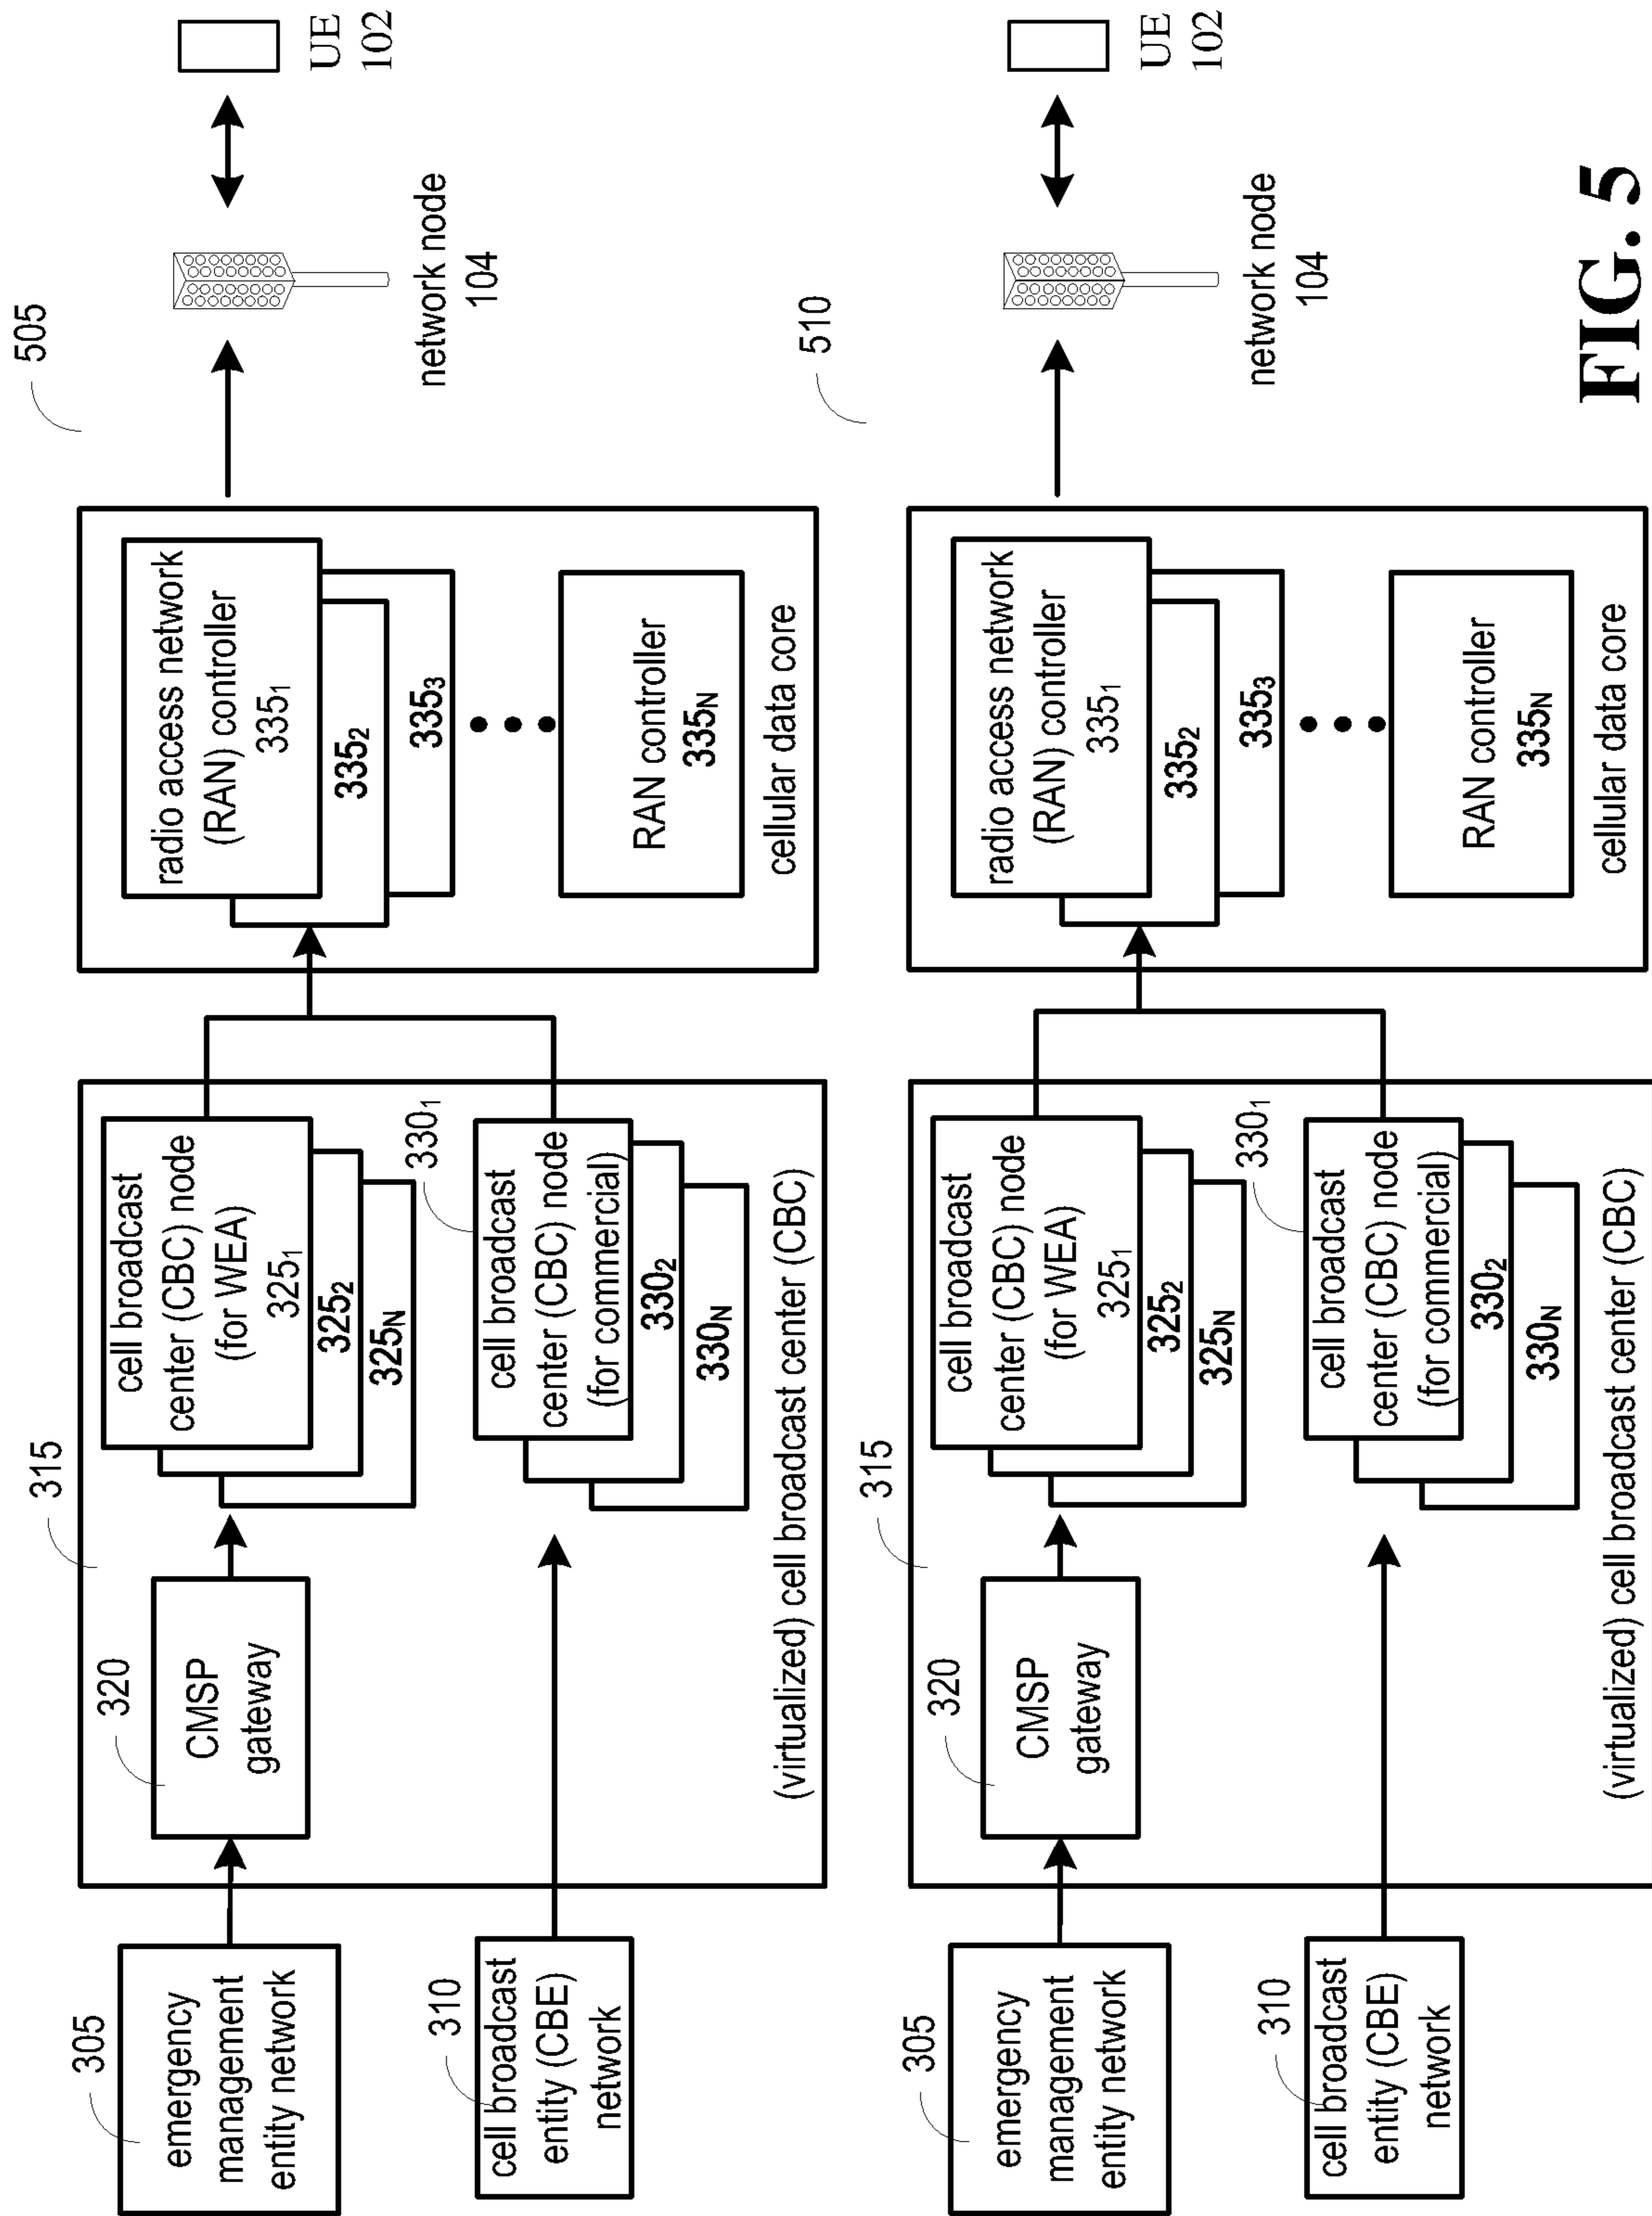 505
305
emergency
management
entity network
310
cell broadcast
entity (CBE)
network
315
320
CMSP
gateway
cell broadcast
center (CBC) node
(for WEA)
325₁
325₂
325N
330₁
cell broadcast
center (CBC) node
(for commercial)
330₂
330N
(virtualized) cell broadcast center (CBC)
radio access network
(RAN) controller
335₁
335₂
335₃
RAN controller
335N
cellular data core
network node
104
UE
102
510
305
emergency
management
entity network
310
cell broadcast
entity (CBE)
network
315
320
CMSP
gateway
cell broadcast
center (CBC) node
(for WEA)
325₁
325₂
325N
330₁
cell broadcast
center (CBC) node
(for commercial)
330₂
330N
(virtualized) cell broadcast center (CBC)
radio access network
(RAN) controller
335₁
335₂
335₃
RAN controller
335N
cellular data core
network node
104
UE
102
FIG. 5